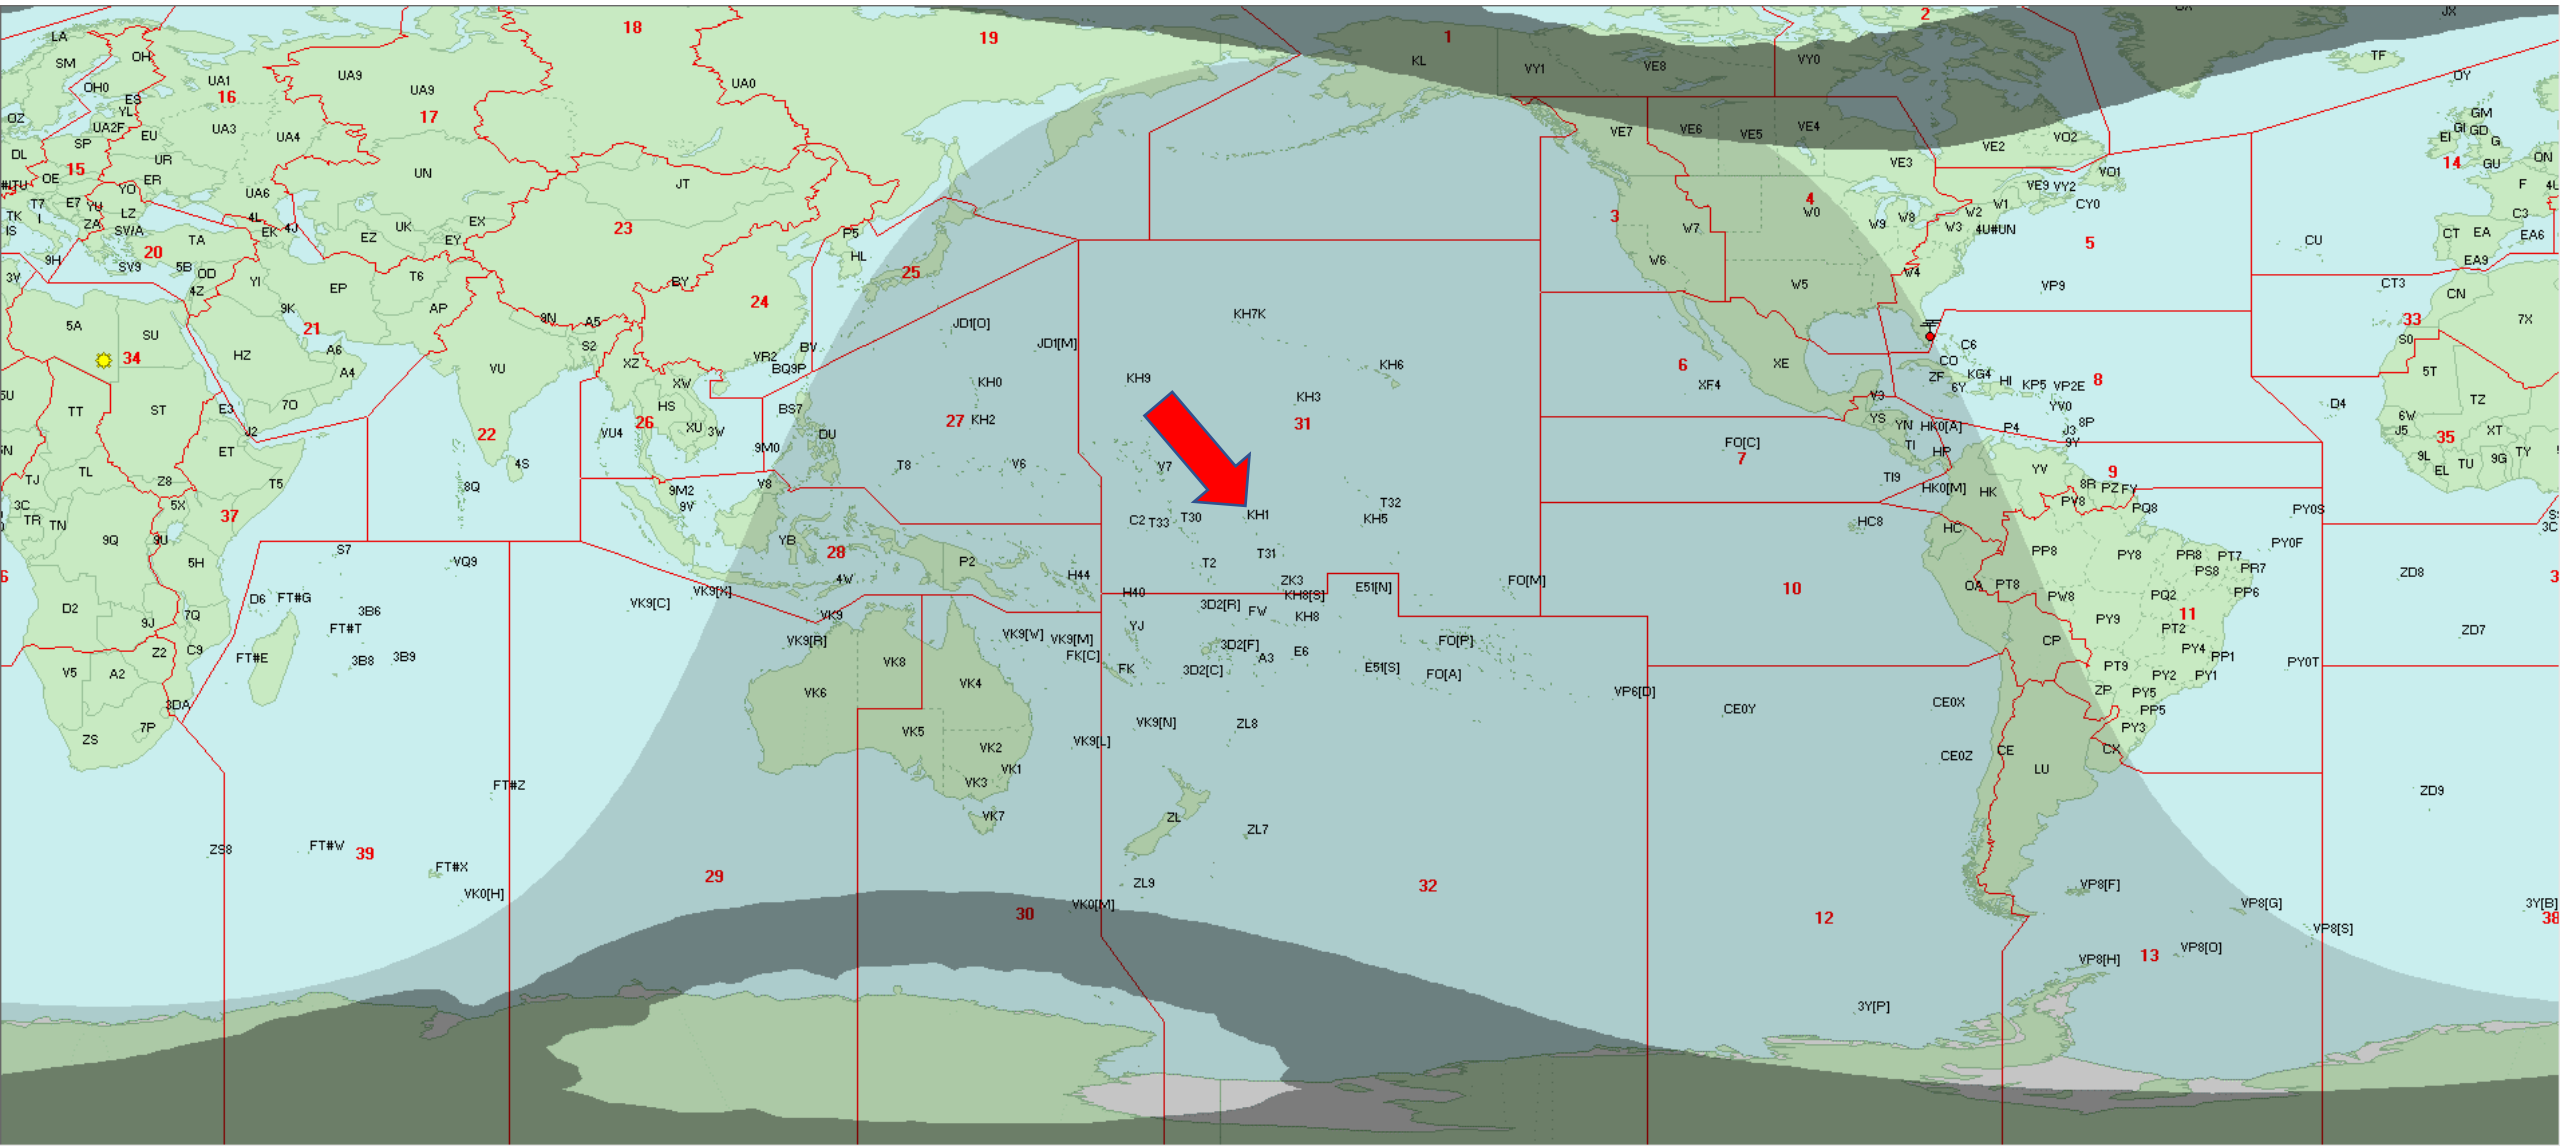 18
19
1
2
LA
SM
OH
OH0
UA1
16
UA9
UA9
17
UA0
KL
VY1
VE8
VY0
TF
OY
JX
OZ
ES
YL
UA2F
EU
UA3
UA4
SP
15
DL
UR
OE
ER
YO
UA6
UN
JT
VE7
VE6
VE5
VE4
VE3
VE2
VO2
VO1
GM
GI
GD
EI
G
14
GU
ON
#ITU
T7
I
E7
YU
LZ
4L
TK
IS
ZA
SV/A
EK
4J
20
TA
EZ
UK
EX
EY
23
P5
HL
3
4
W0
W7
W9
W8
W2
W1
W3
4U#UN
VE9
VY2
CY0
5
CU
F
C3
CT
EA
EA6
EA9
9H
SV9
5B
OD
4Z
YI
EP
T6
BY
24
25
W6
W5
W4
VP9
CT3
CN
3V
5A
SU
9K
21
AP
9N
A5
S2
34
HZ
A6
A4
VU
XZ
VR2
BV
BQ9P
JD1[O]
JD1[M]
KH7K
KH6
KH9
KH0
KH3
31
6
XF4
XE
C6
CO
ZF
KG4
6Y
HI
KP5
VP2E
8
33
S0
7X
5T
TZ
5U
TT
ST
E3
7O
J2
22
VU4
26
XW
HS
XU
3W
BS7
DU
9M0
27
KH2
V3
YS
YN
HK0[A]
TI
HP
P4
YV0
8P
J3
9Y
D4
6W
J5
35
XT
5N
TJ
TL
ET
Z8
T5
4S
8Q
9M2
9V
V8
T8
V6
V7
FO[C]
7
TI9
HK0[M]
HK
YV
9
8R
PZ
FY
PV8
PQ8
PY0S
9L
EL
TU
9G
TY
3C
TR
TN
5X
37
C2
T33
T30
KH1
T32
KH5
HC8
HC
9Q
9U
5H
S7
VQ9
YB
28
P2
T2
T31
PP8
PY8
PR8
PT7
PS8
PR7
PY0F
D2
9J
7Q
D6
FT#G
3B6
FT#T
VK9[C]
VK9[X]
4W
VK9
H44
H40
ZK3
KH8[S]
E51[N]
FO[M]
10
OA
PT8
PW8
PQ2
PP6
ZD8
3D2[R]
FW
KH8
11
PY9
PT2
ZD7
Z2
C9
FT#E
3B8
3B9
VK9[R]
VK8
VK9[W]
VK9[M]
FK[C]
YJ
FK
3D2[F]
A3
E6
3D2[C]
E51[S]
FO[P]
FO[A]
CP
PY4
PP1
PY0T
V5
A2
3DA
VK6
VK4
VP6[D]
PT9
PY2
PY1
ZP
PY5
PP5
PY3
7P
ZS
VK5
VK2
VK1
VK3
VK9[L]
VK9[N]
ZL8
CE0Y
CE0X
CE0Z
CE
LU
CX
FT#Z
ZD9
VK7
ZL
ZL7
ZS8
FT#W
39
FT#X
VK0[H]
29
30
ZL9
VK0[M]
32
12
VP8[F]
VP8[G]
3Y[B]
38
VP8[S]
VP8[O]
VP8[H]
13
3Y[P]